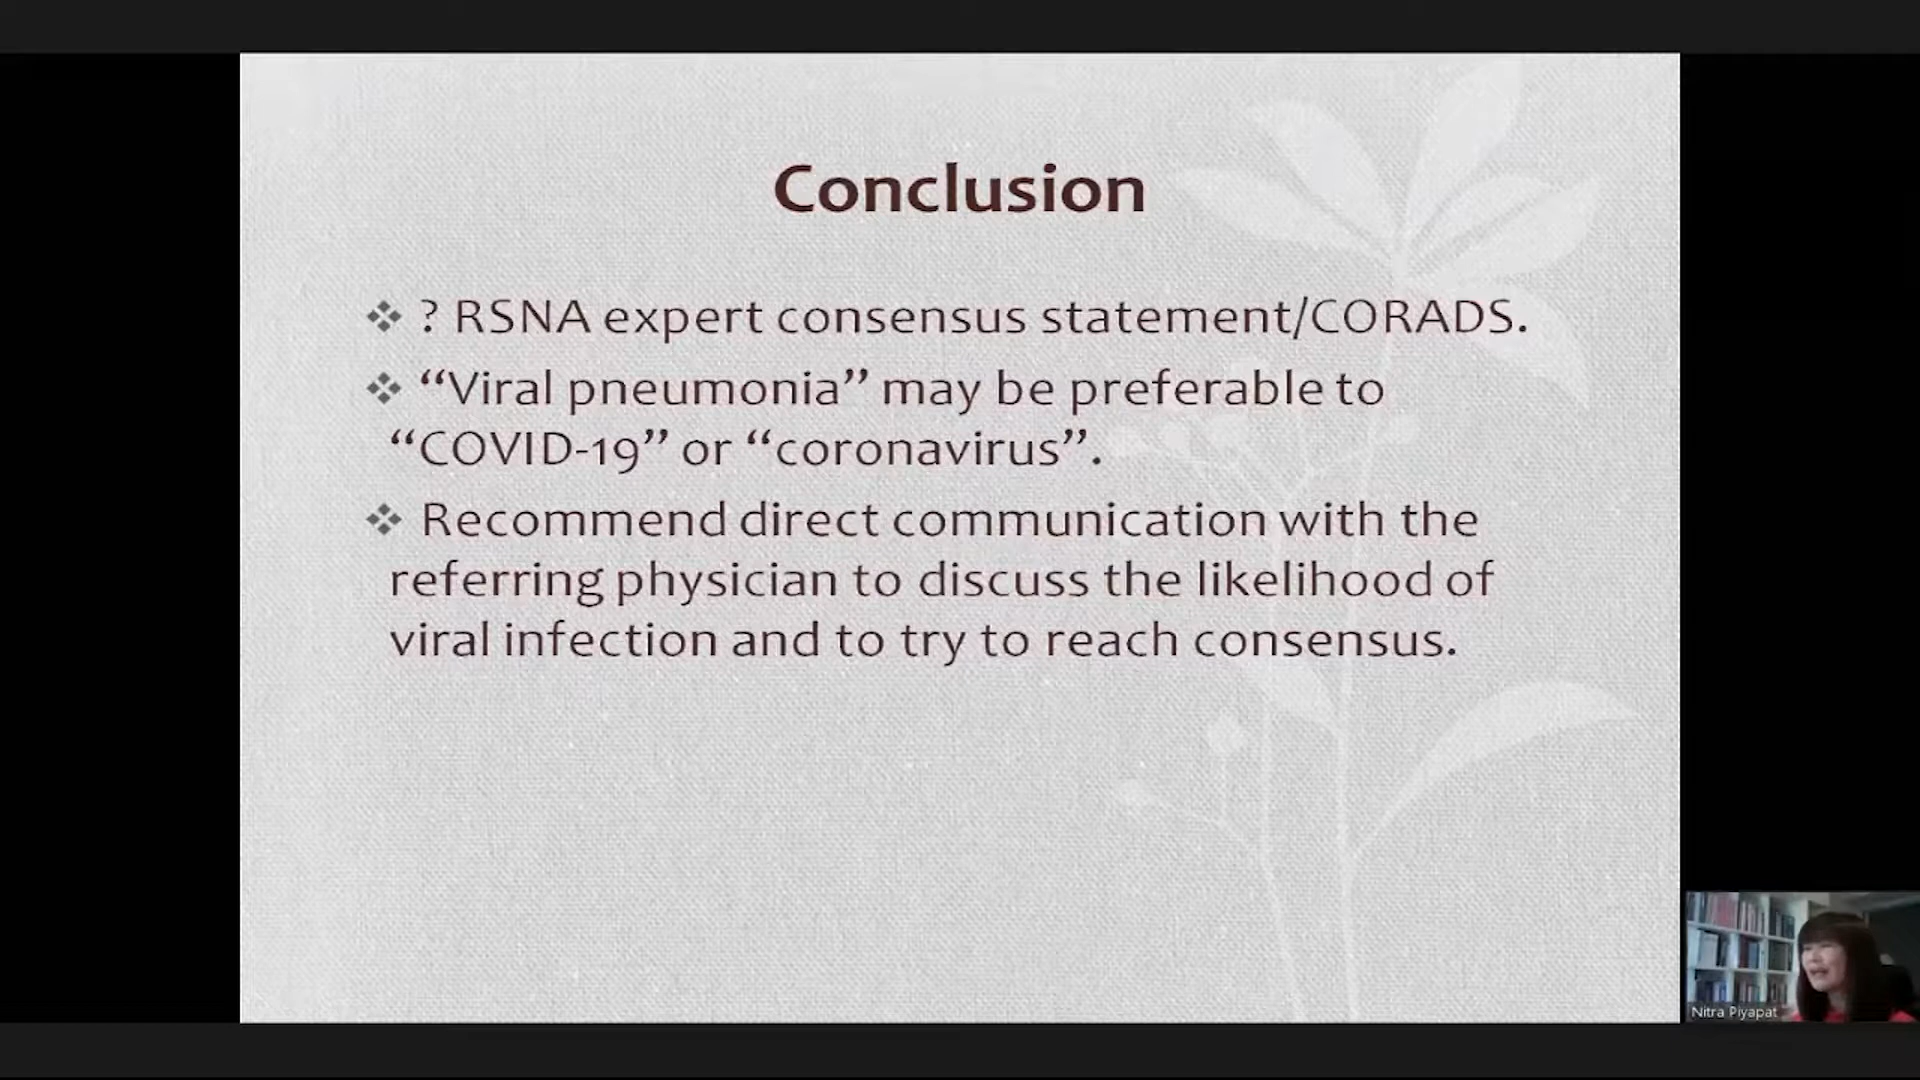 Conclusion
? RSNA expert consensus statement/CORADS.
“Viral pneumonia” may be preferable to
“COVID-19” or “coronavirus”.
Recommend direct communication with the
referring physician to discuss the likelihood of
viral infection and to try to reach consensus.
Nitra Piyapat